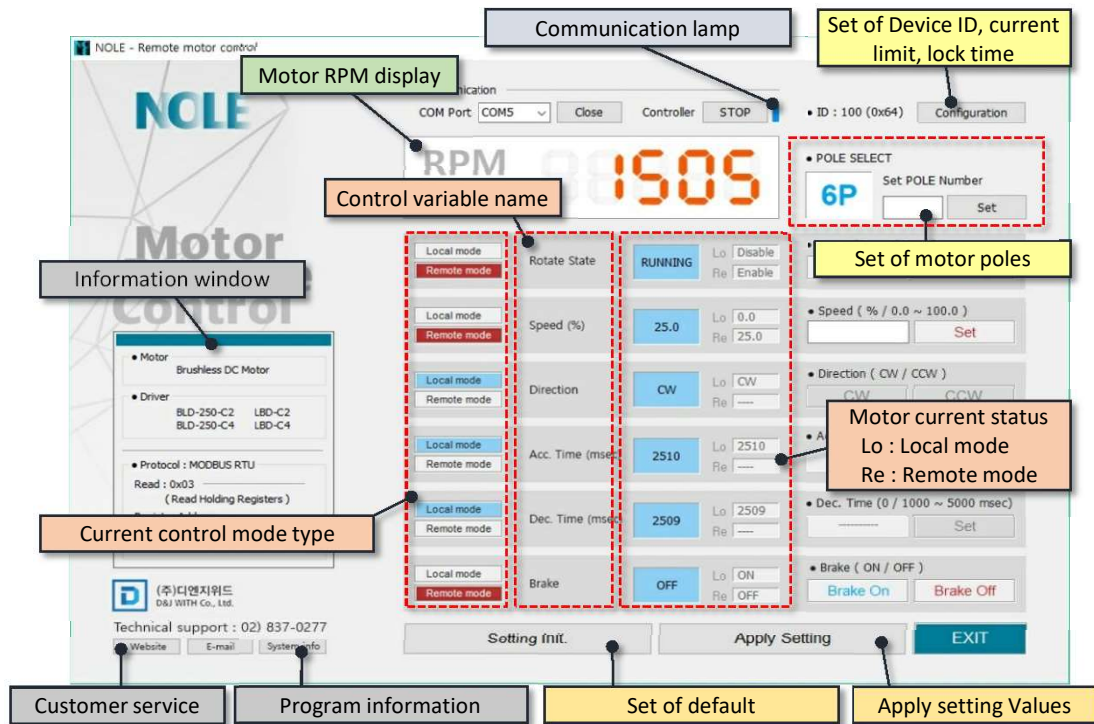 Communication lamp
Set of Device ID, current
limit, lock time
NOLE - Remote motor control
Motor RPM display
NOLE
COM Port COM5 Close Controller STOP
• ID : 100 (0x64) Configuration
RPM 1505
• POLE SELECT
6P
Set POLE Number
Set
Control variable name
Set of motor poles
Motor
Control
Information window
Local mode
Remote mode
Rotate State
RUNNING
Lo Disable
Re Enable
Local mode
Remote mode
Speed (%)
25.0
Lo 0.0
Re 25.0
• Speed ( % / 0.0 ~ 100.0 )
Set
Local mode
Remote mode
Direction
CW
Lo CW
Re ----
• Direction ( CW / CCW )
CW CCW
Motor current status
Lo : Local mode
Re : Remote mode
Local mode
Remote mode
Acc. Time (msec)
2510
Lo 2510
Re ----
Local mode
Remote mode
Dec. Time (msec)
2509
Lo 2509
Re ----
• Dec. Time (0 / 1000 ~ 5000 msec)
---------- Set
Current control mode type
Local mode
Remote mode
Brake
OFF
Lo ON
Re OFF
• Brake ( ON / OFF )
Brake On Brake Off
• Motor
Brushless DC Motor
• Driver
BLD-250-C2 LBD-C2
BLD-250-C4 LBD-C4
• Protocol : MODBUS RTU
Read : 0x03
( Read Holding Registers )
(주)디엔지위드
D&J WITH Co., Ltd.
Technical support : 02) 837-0277
Website E-mail System info
Setting Init. Apply Setting EXIT
Customer service Program information Set of default Apply setting Values